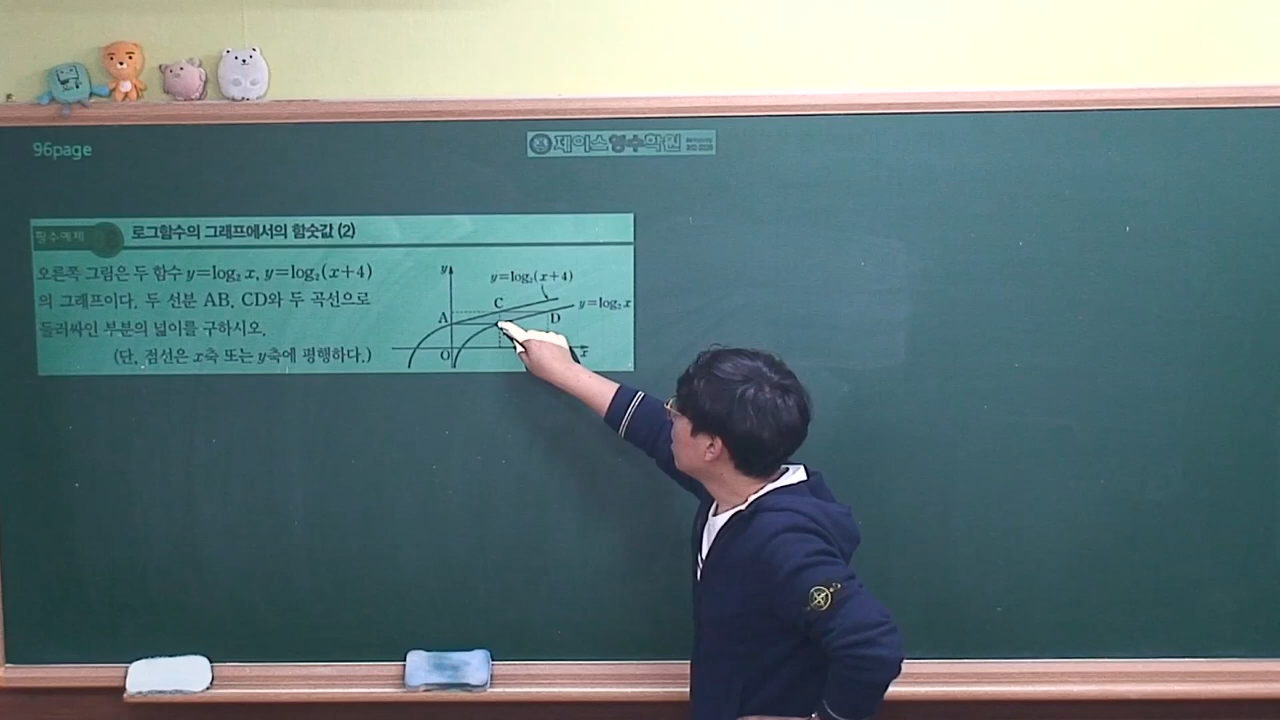 96page
제이스영수학원
필수예제
로그함수의 그래프에서의 함숫값 (2)
오른쪽 그림은 두 함수 y=log₂ x, y=log₂(x+4)
의 그래프이다. 두 선분 AB, CD와 두 곡선으로
둘러싸인 부분의 넓이를 구하시오.
(단, 점선은 x축 또는 y축에 평행하다.)
y
y=log₂(x+4)
C
y=log₂ x
A
D
O
x